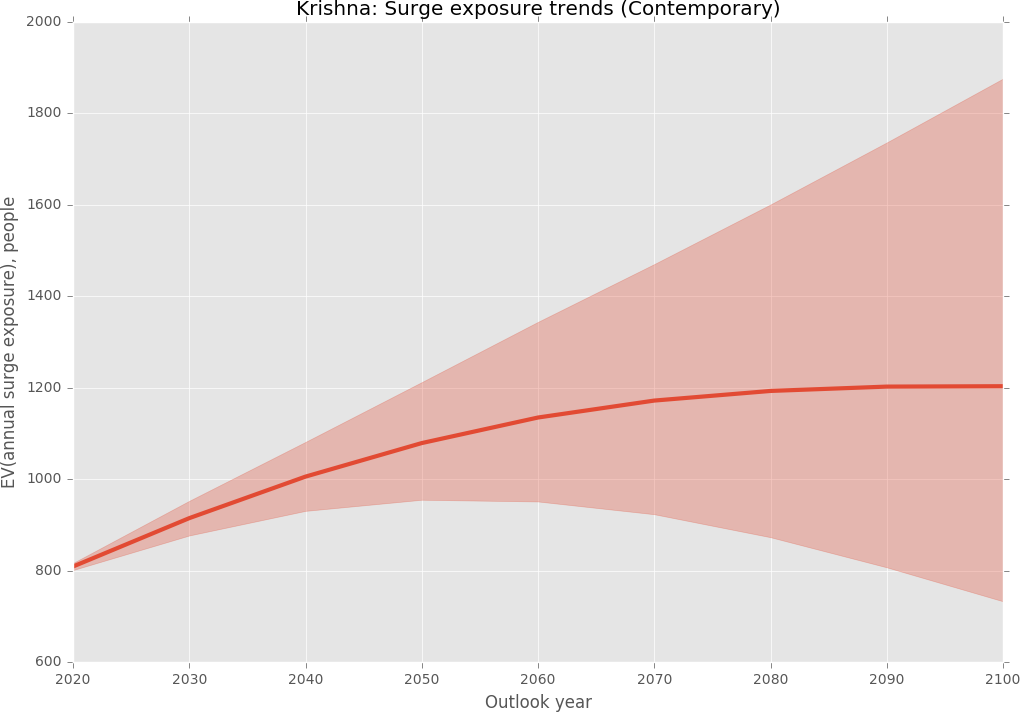 Krishna: Surge exposure trends (Contemporary)
2000
1800
1600
1400
1200
1000
800
600
EV(annual surge exposure), people
2020 2030 2040 2050 2060 2070 2080 2090 2100
Outlook year